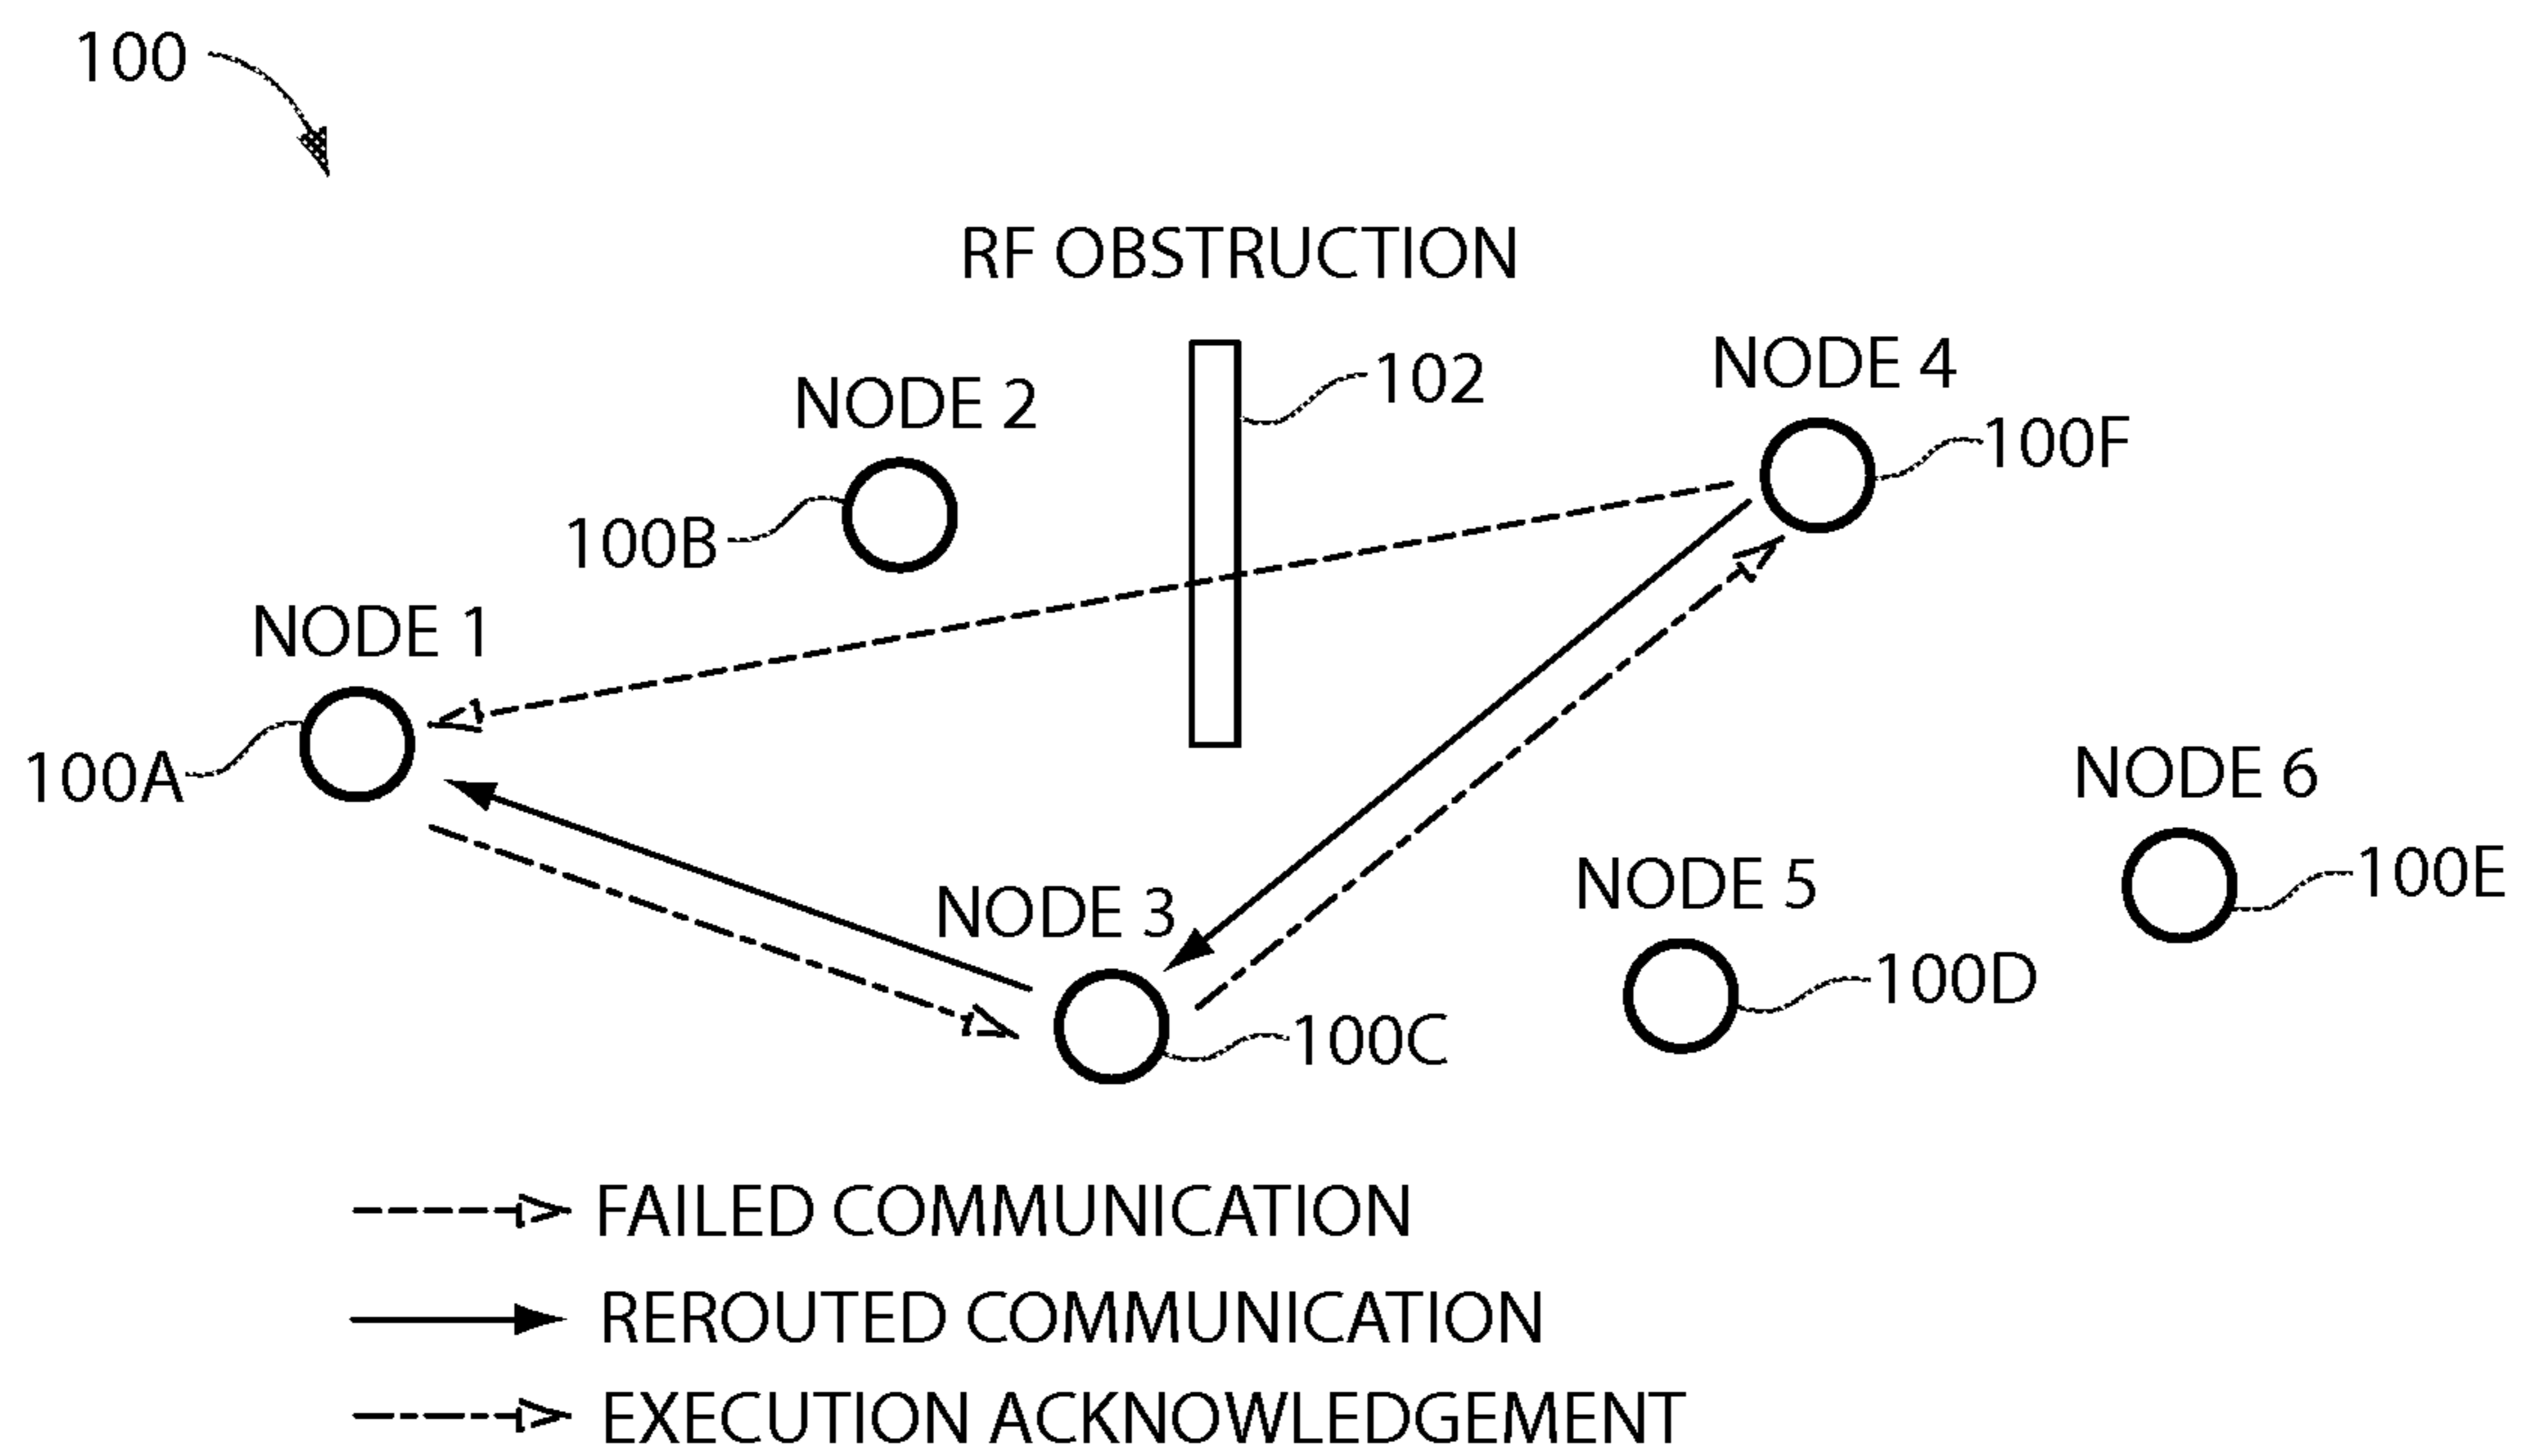 100
RF OBSTRUCTION
102
NODE 4
100F
NODE 2
100B
NODE 1
100A
NODE 6
100E
NODE 5
100D
NODE 3
100C
FAILED COMMUNICATION
REROUTED COMMUNICATION
EXECUTION ACKNOWLEDGEMENT